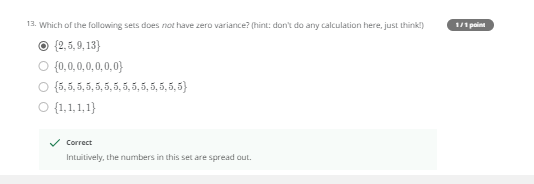 13. Which of the following sets does not have zero variance? (hint: don't do any calculation here, just think!)
1 / 1 point
{2, 5, 9, 13}
{0, 0, 0, 0, 0, 0, 0}
{5, 5, 5, 5, 5, 5, 5, 5, 5, 5, 5, 5, 5, 5}
{1, 1, 1, 1}
Correct
Intuitively, the numbers in this set are spread out.